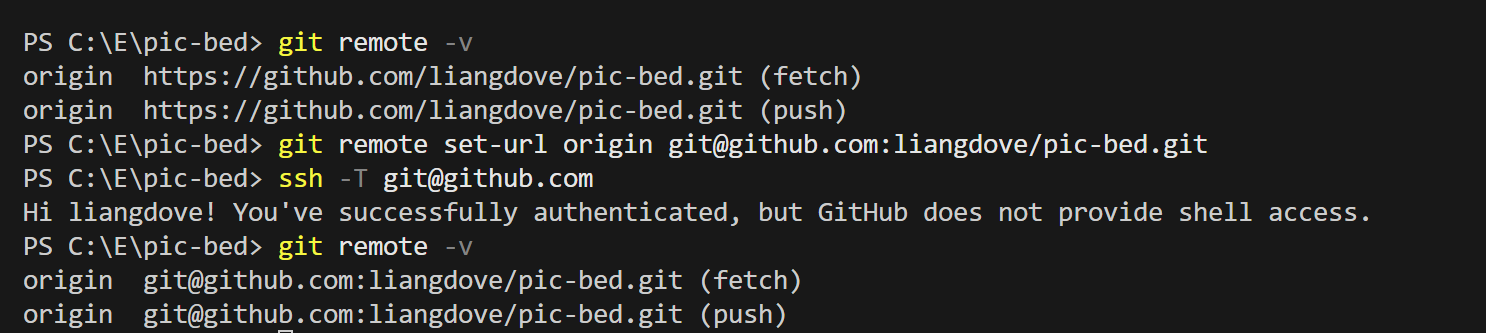 PS C:\E\pic-bed> git remote -v
origin  https://github.com/liangdove/pic-bed.git (fetch)
origin  https://github.com/liangdove/pic-bed.git (push)
PS C:\E\pic-bed> git remote set-url origin git@github.com:liangdove/pic-bed.git
PS C:\E\pic-bed> ssh -T git@github.com
Hi liangdove! You've successfully authenticated, but GitHub does not provide shell access.
PS C:\E\pic-bed> git remote -v
origin  git@github.com:liangdove/pic-bed.git (fetch)
origin  git@github.com:liangdove/pic-bed.git (push)